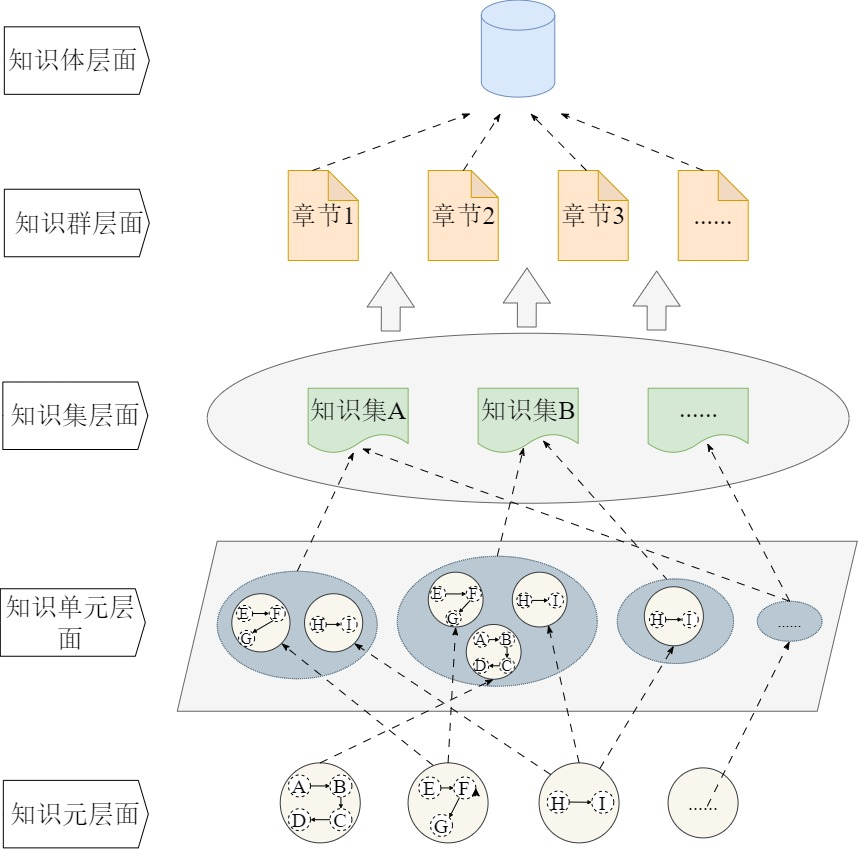 知识体层面
知识群层面
章节1
章节2
章节3
......
知识集层面
知识集A
知识集B
......
知识单元层
面
E F
G
H I
E F
G
H I
A B
D C
H I
......
知识元层面
A B
D C
E F
G
H I
......